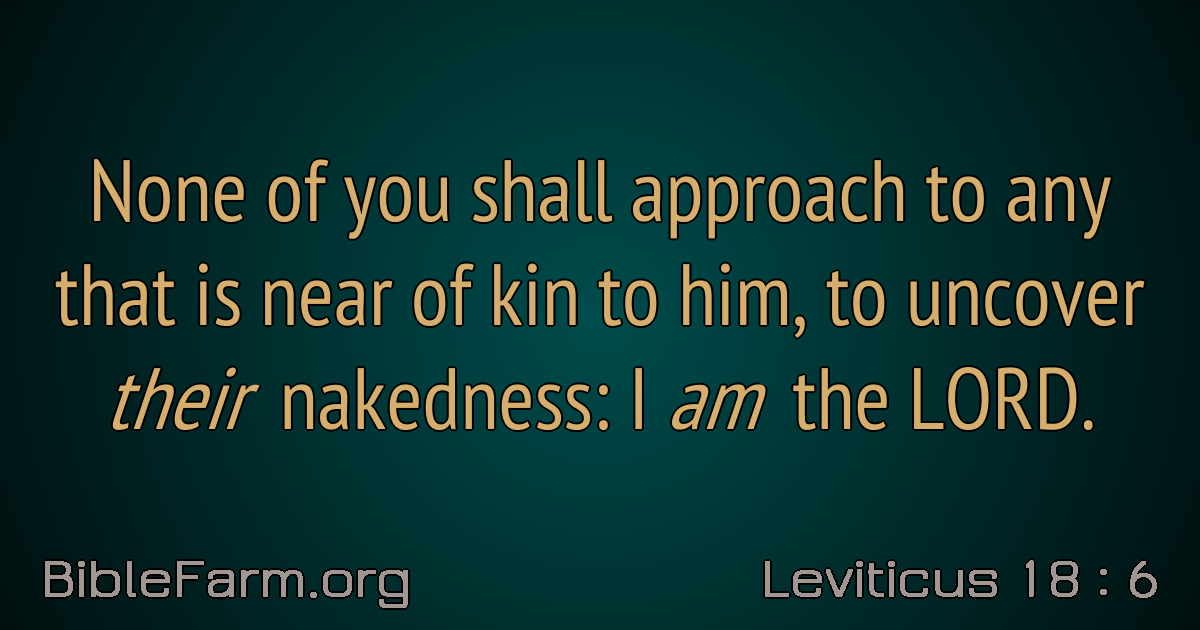 None of you shall approach to any
that is near of kin to him, to uncover
their nakedness: I am the LORD.
BibleFarm.org
Leviticus 18 : 6